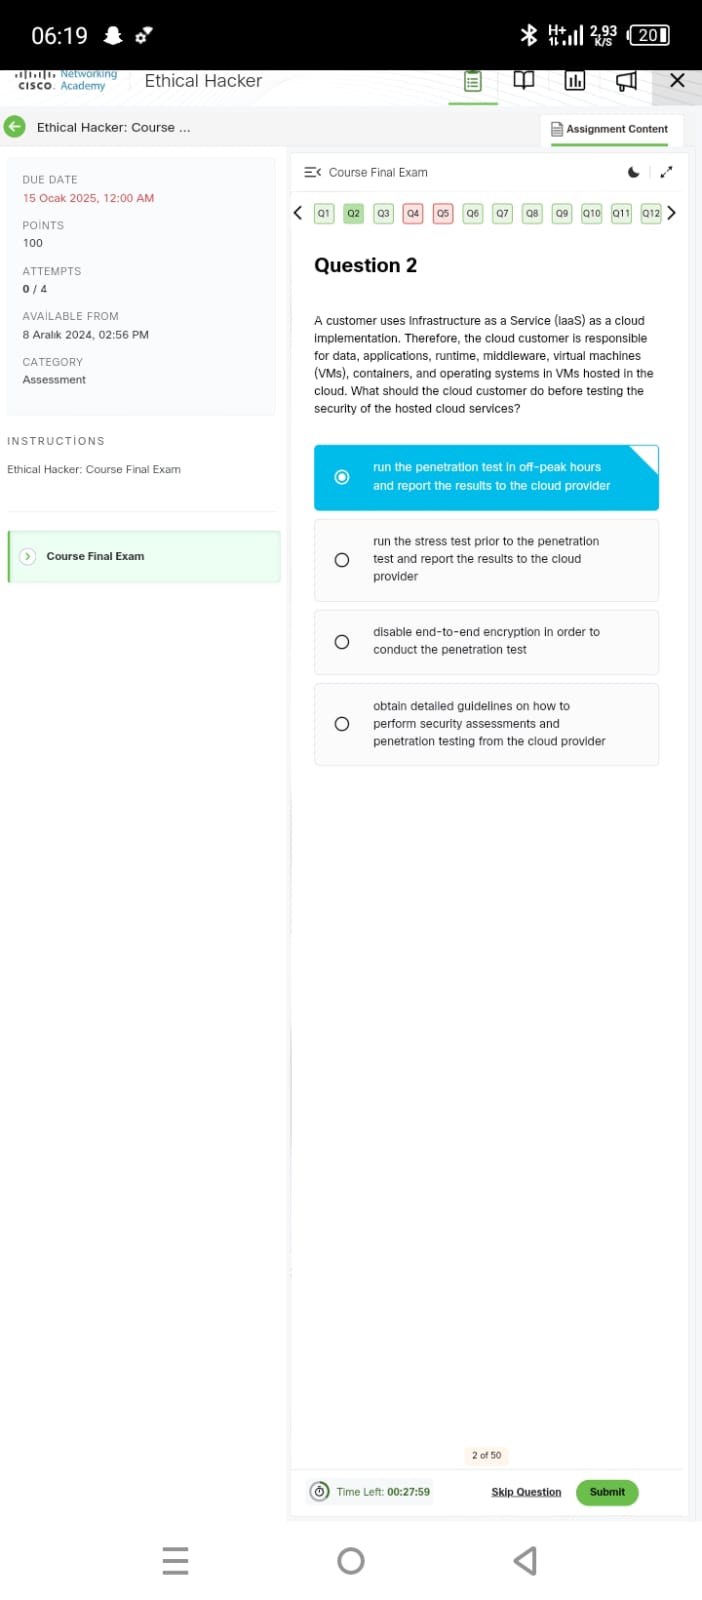 06:19
H+
2,93
K/S
20
Networking
CISCO. Academy
Ethical Hacker
Ethical Hacker: Course ...
Assignment Content
DUE DATE
15 Ocak 2025, 12:00 AM
POİNTS
100
ATTEMPTS
0 / 4
AVAILABLE FROM
8 Aralık 2024, 02:56 PM
CATEGORY
Assessment
INSTRUCTİONS
Ethical Hacker: Course Final Exam
Course Final Exam
Course Final Exam
Q1 Q2 Q3 Q4 Q5 Q6 Q7 Q8 Q9 Q10 Q11 Q12
Question 2
A customer uses Infrastructure as a Service (IaaS) as a cloud
implementation. Therefore, the cloud customer is responsible
for data, applications, runtime, middleware, virtual machines
(VMs), containers, and operating systems in VMs hosted in the
cloud. What should the cloud customer do before testing the
security of the hosted cloud services?
run the penetration test in off-peak hours
and report the results to the cloud provider
run the stress test prior to the penetration
test and report the results to the cloud
provider
disable end-to-end encryption in order to
conduct the penetration test
obtain detailed guidelines on how to
perform security assessments and
penetration testing from the cloud provider
2 of 50
Time Left: 00:27:59
Skip Question
Submit